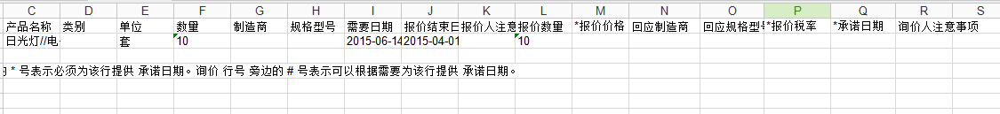 C D E F G H I J K L M N O P Q R S
产品名称 类别 单位 数量 制造商 规格型号 需要日期 报价结束日 报价人注意 报价数量 *报价价格 回应制造商 回应规格型号 *报价税率 *承诺日期 询价人注意事项
日光灯//电 套 10 2015-06-14 2015-04-01 10
的 * 号表示必须为该行提供 承诺日期。询价 行号 旁边的 # 号表示可以根据需要为该行提供 承诺日期。